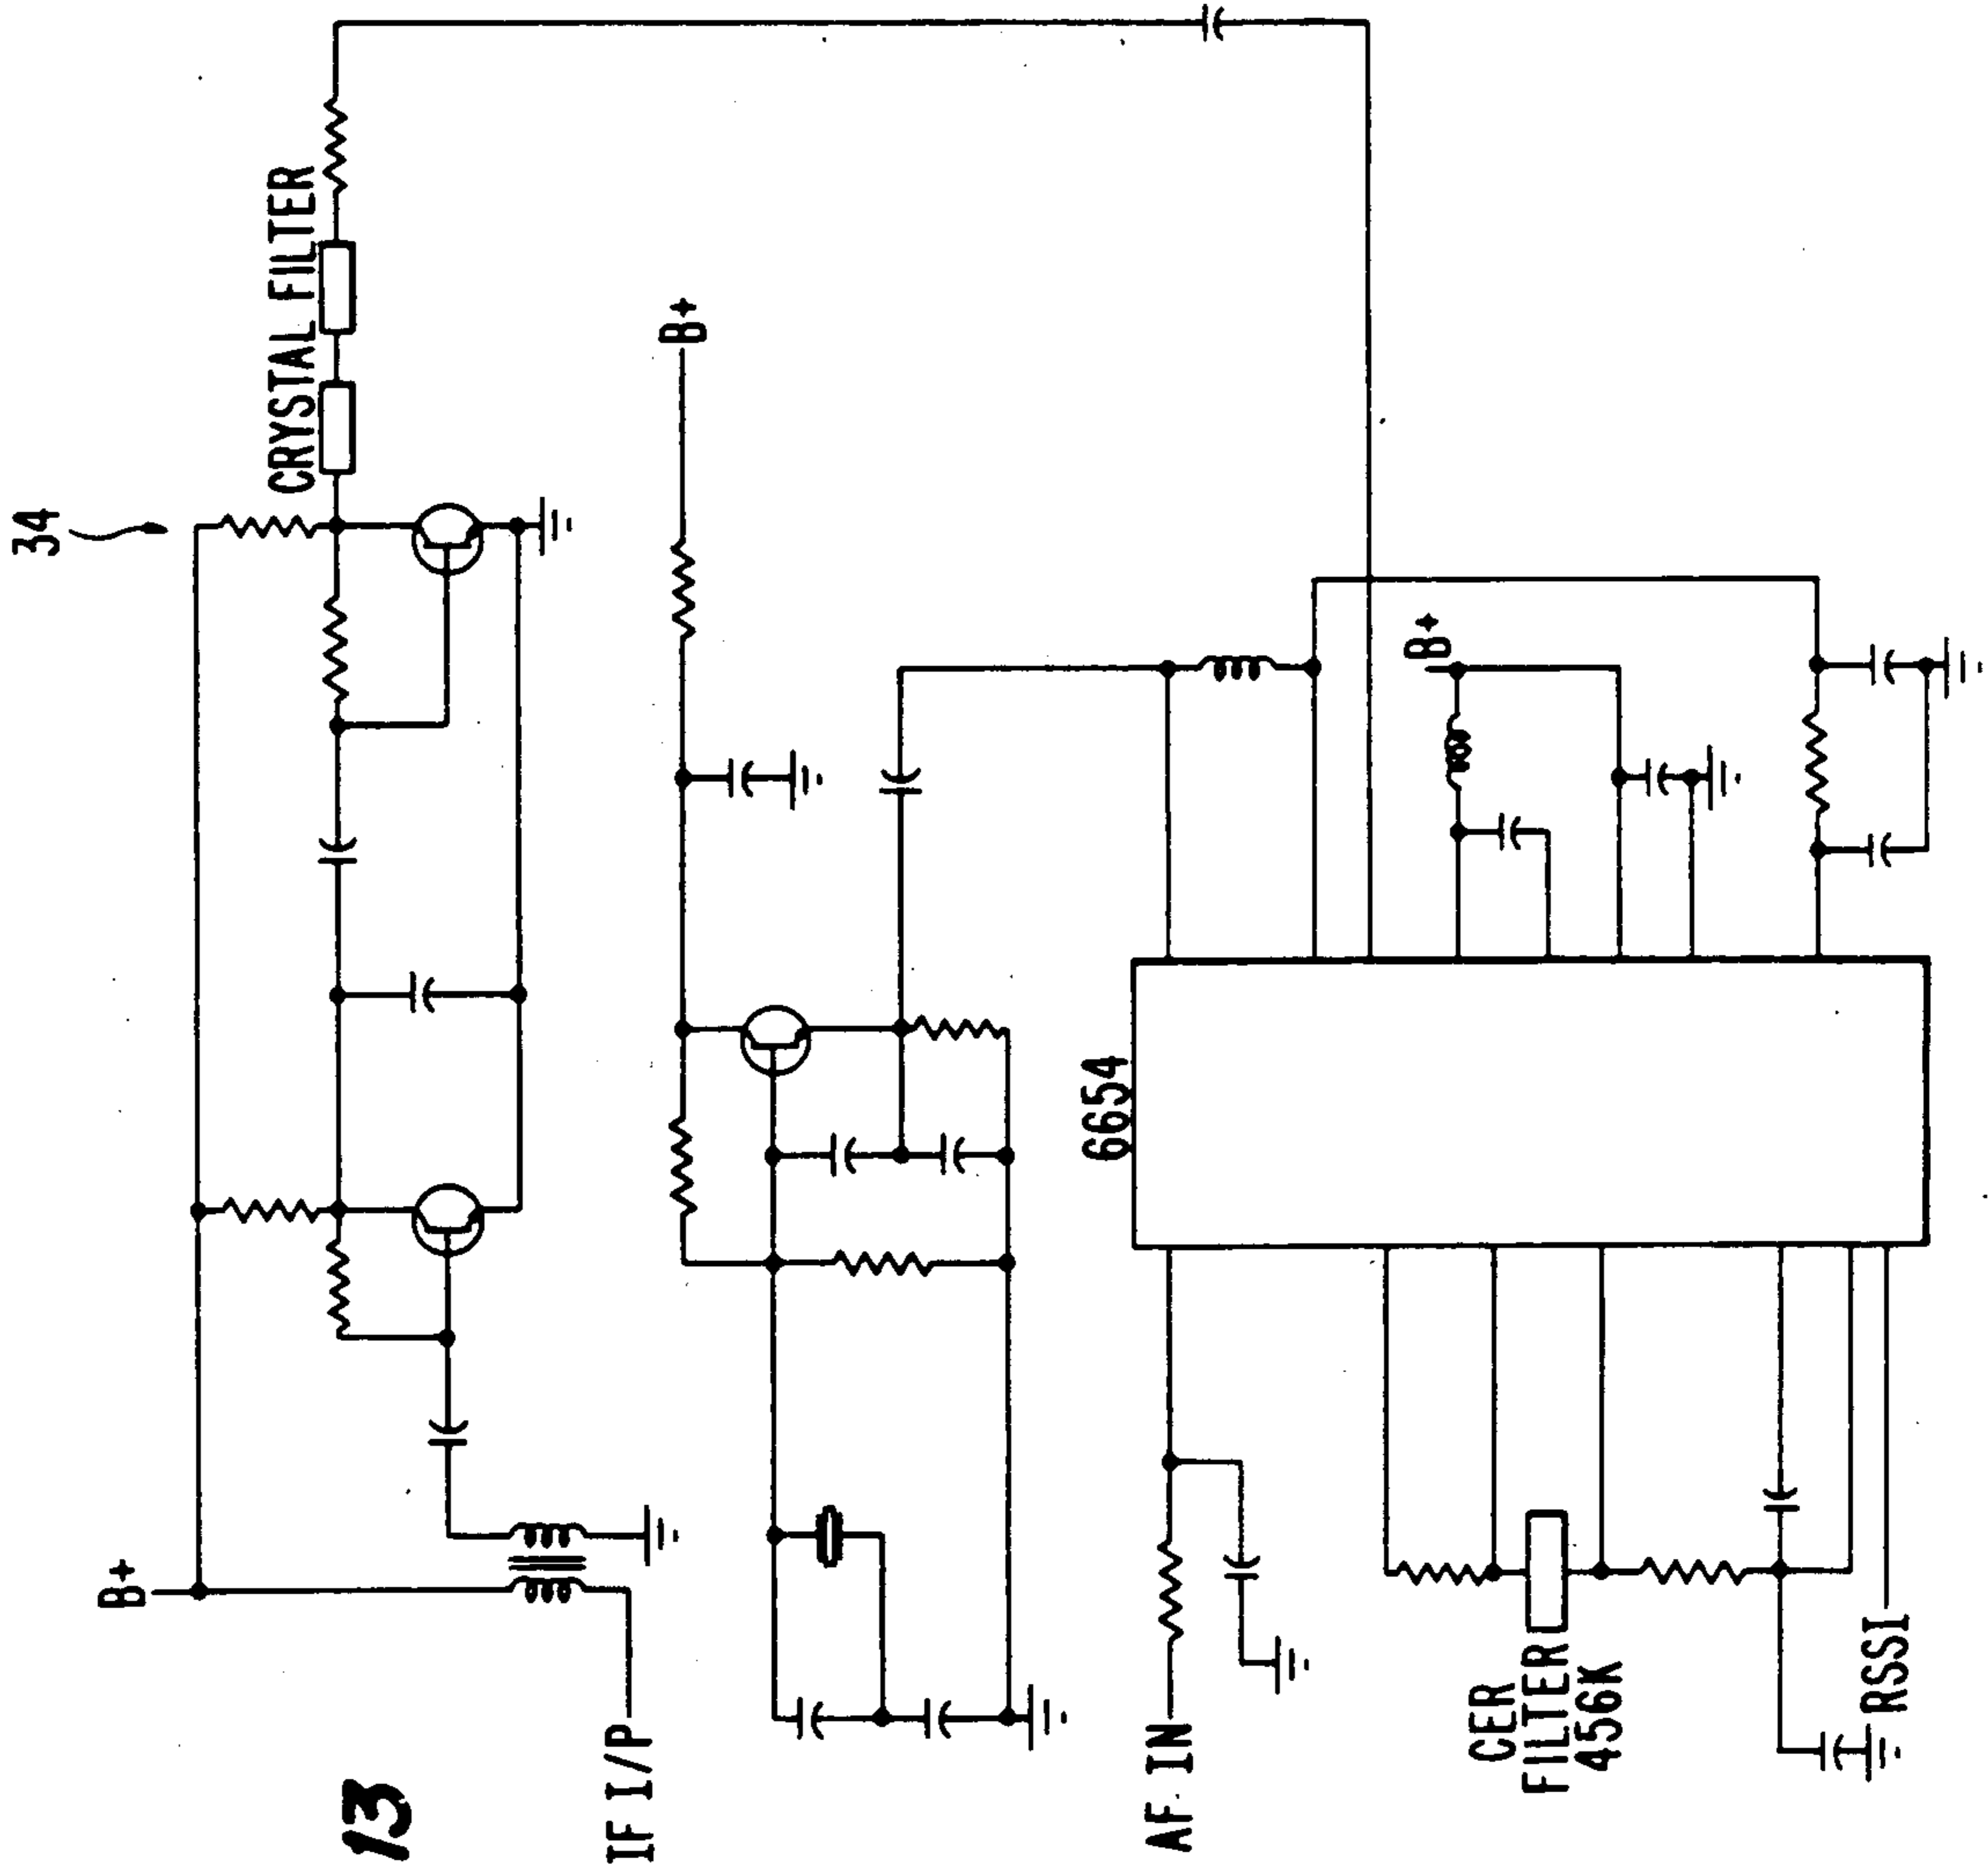 13
34
B+
CRYSTAL FILTER
IF I/P
B+
AF. IN
6654
B+
CER
FILTER
456K
RSSI